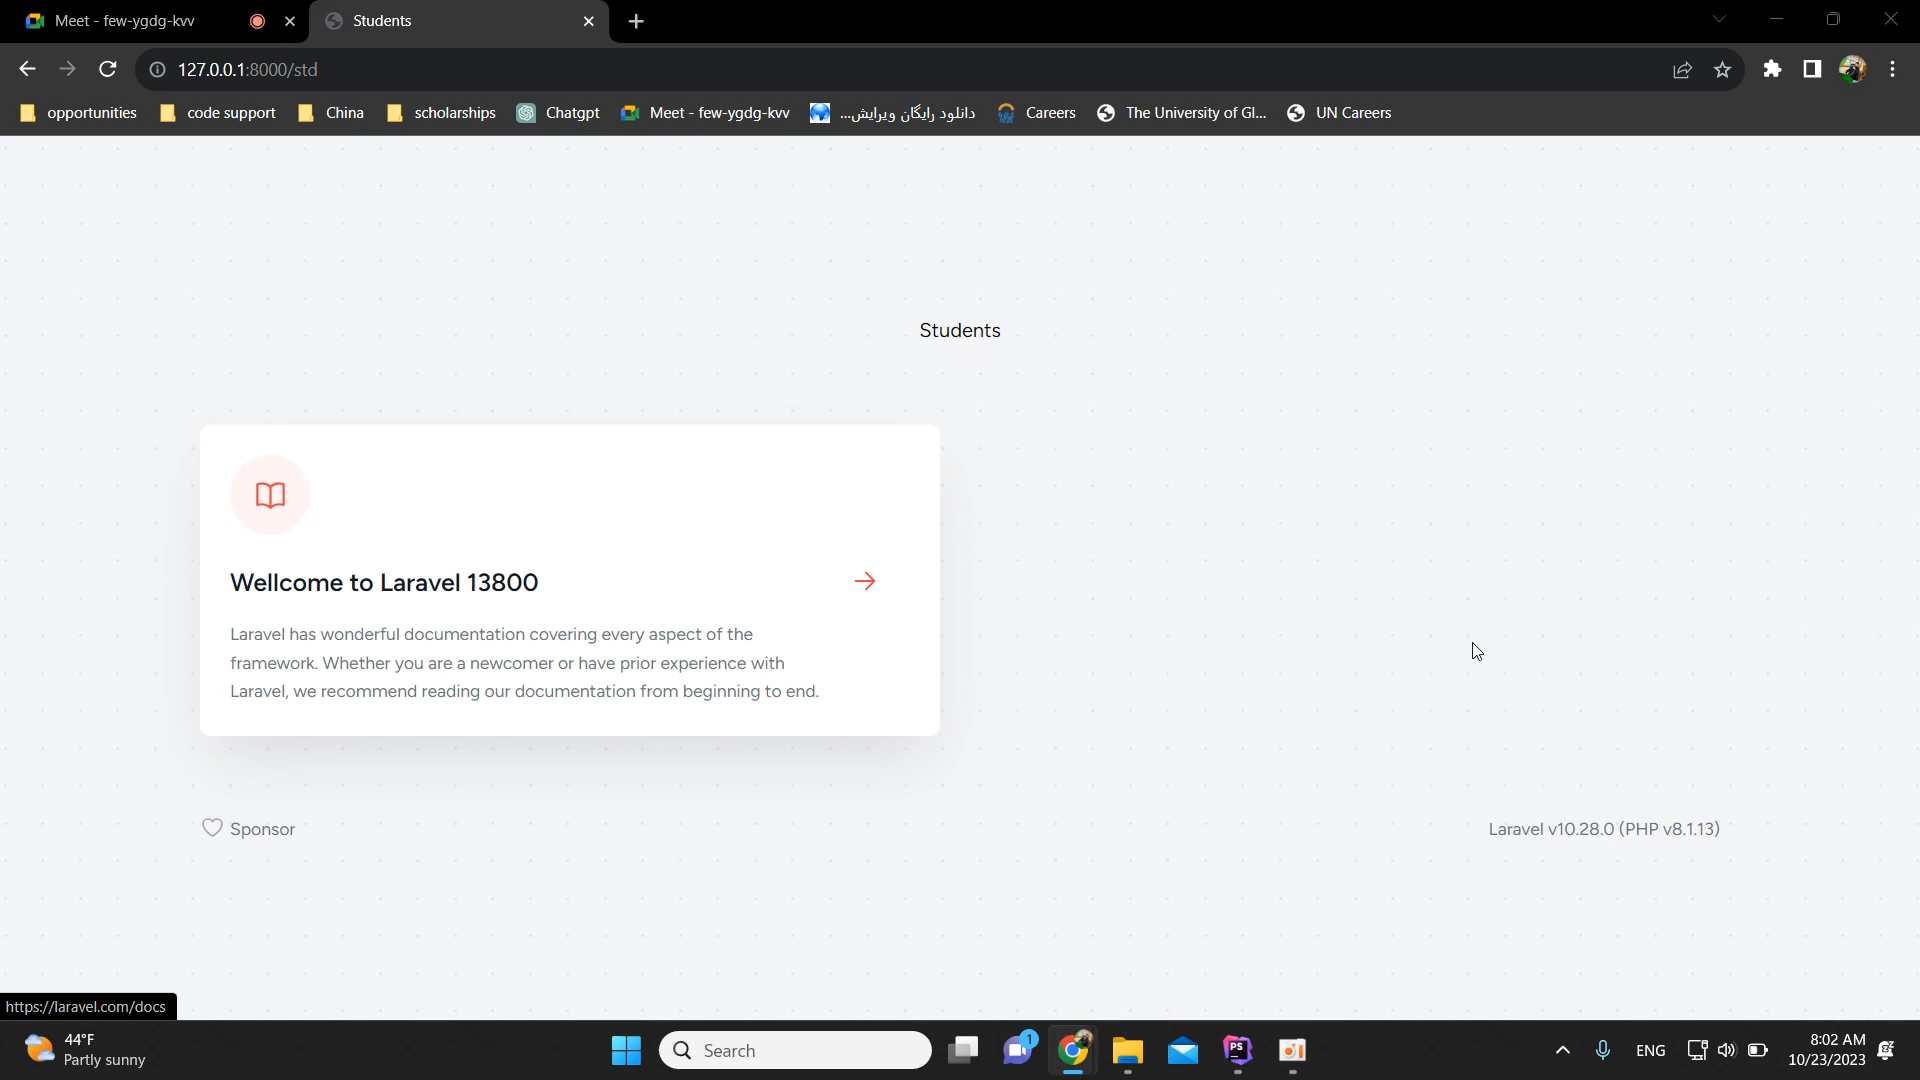 Meet - few-ygdg-kvv
Students
127.0.0.1:8000/std
opportunities
code support
China
scholarships
Chatgpt
Meet - few-ygdg-kvv
دانلود رایگان ویرایش...
Careers
The University of Gl...
UN Careers
Students
Wellcome to Laravel 13800
Laravel has wonderful documentation covering every aspect of the
framework. Whether you are a newcomer or have prior experience with
Laravel, we recommend reading our documentation from beginning to end.
Sponsor
Laravel v10.28.0 (PHP v8.1.13)
https://laravel.com/docs
44°F
Partly sunny
Search
1
PS
ENG
8:02 AM
10/23/2023